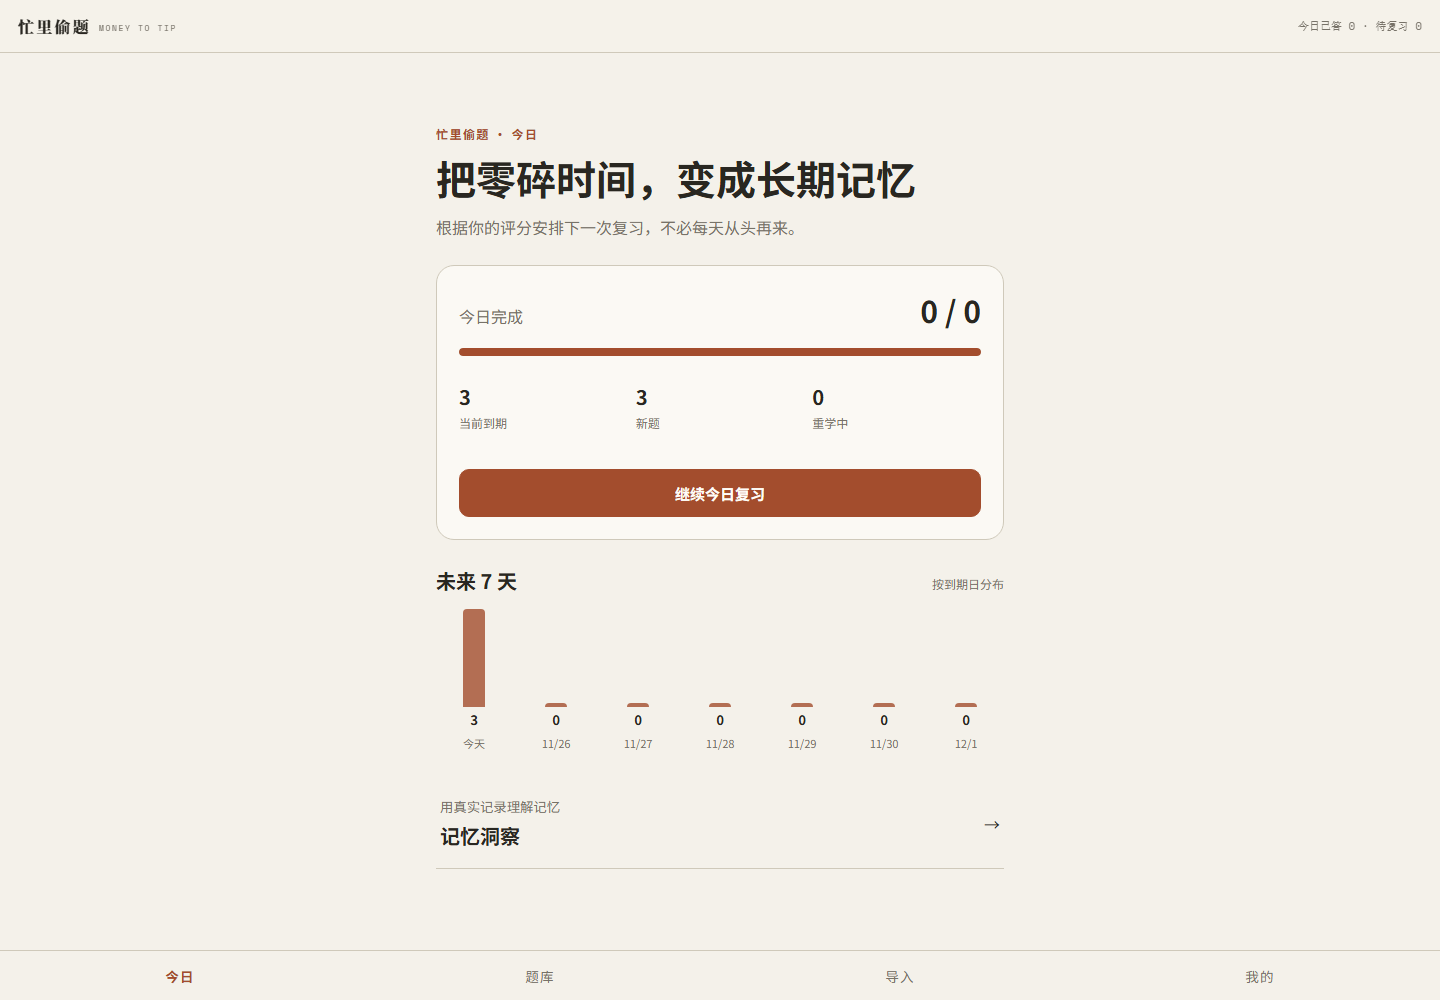 忙里偷题 MONEY TO TIP
今日已答 0 · 待复习 0
忙里偷题 · 今日
把零碎时间，变成长期记忆
根据你的评分安排下一次复习，不必每天从头再来。
今日完成 0 / 0
3 3 0
当前到期 新题 重学中
继续今日复习
未来 7 天 按到期日分布
3 0 0 0 0 0 0
今天 11/26 11/27 11/28 11/29 11/30 12/1
用真实记录理解记忆
记忆洞察 →
今日 题库 导入 我的